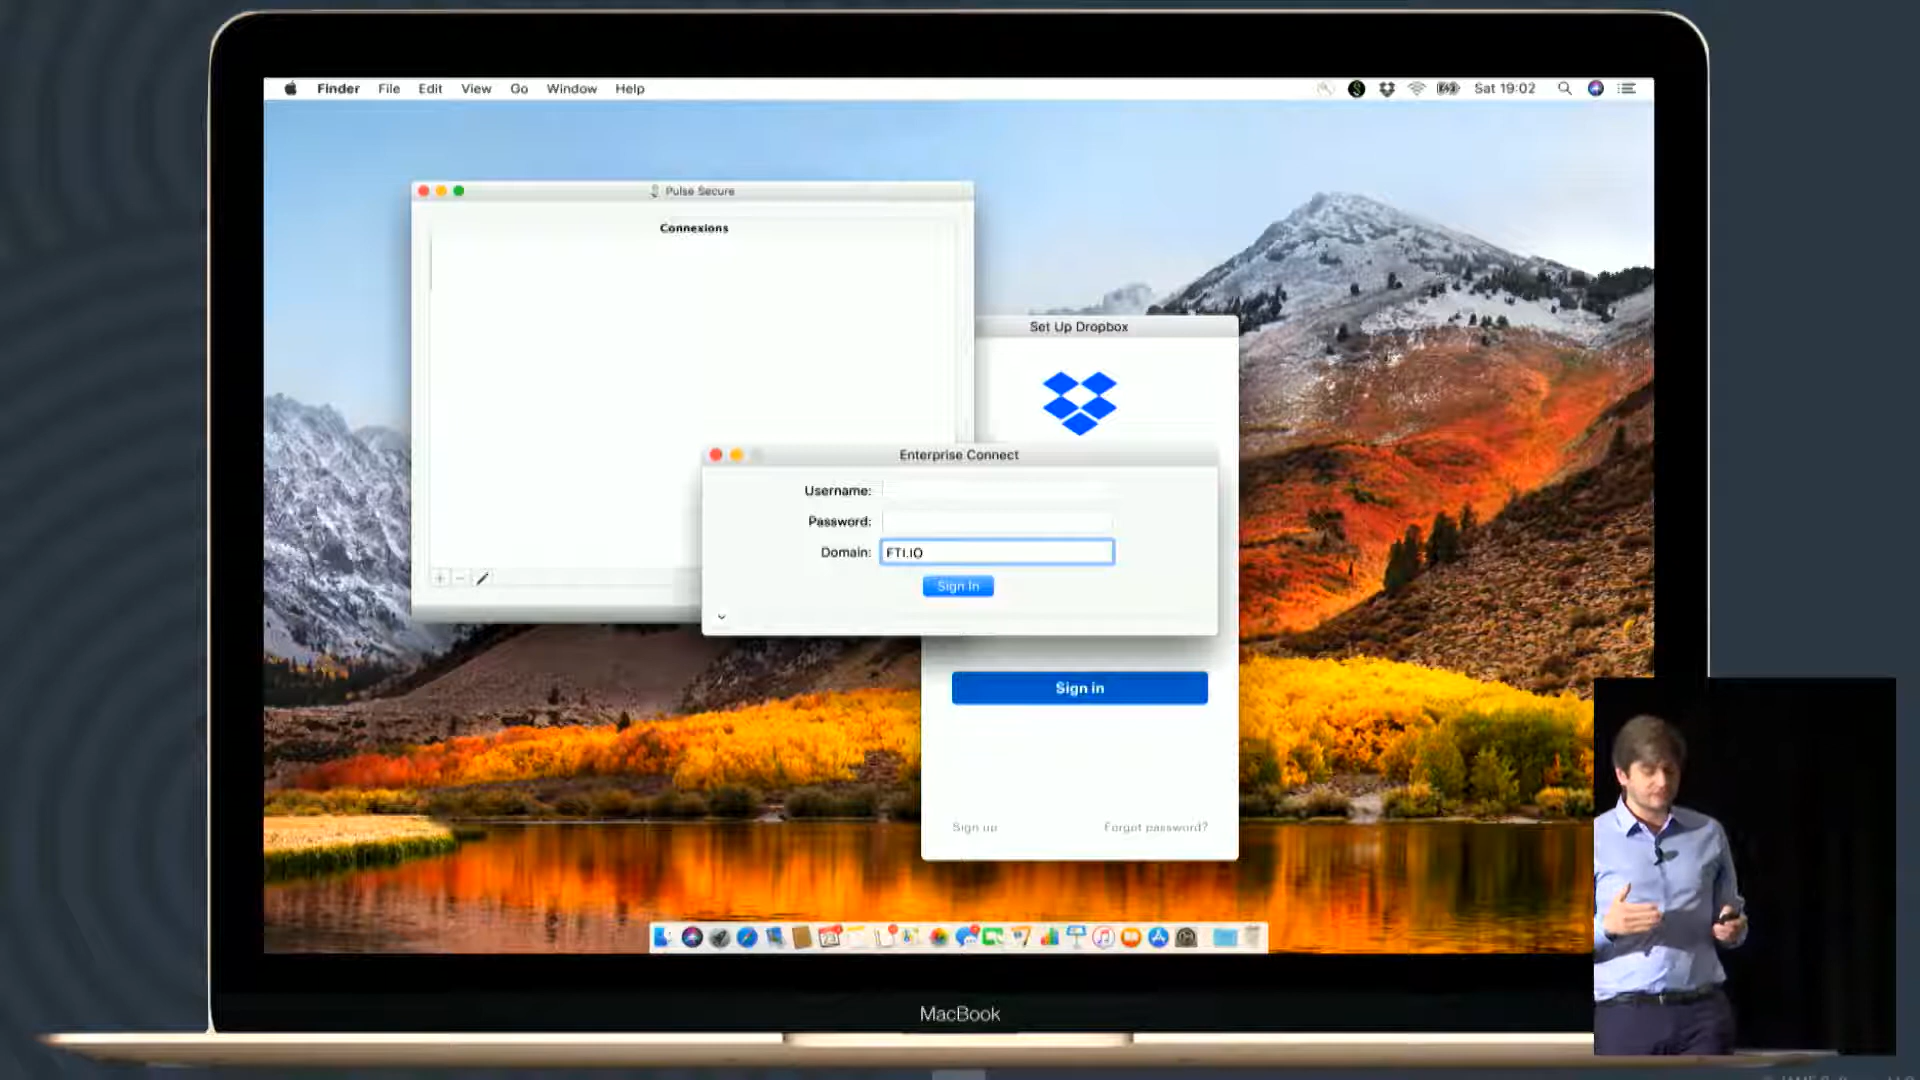 Finder File Edit View Go Window Help Sat 19:02
Pulse Secure
Connexions
Set Up Dropbox
Enterprise Connect
Username:
Password:
Domain: FTI.IO
Sign In
Sign in
Sign up Forgot password?
MacBook